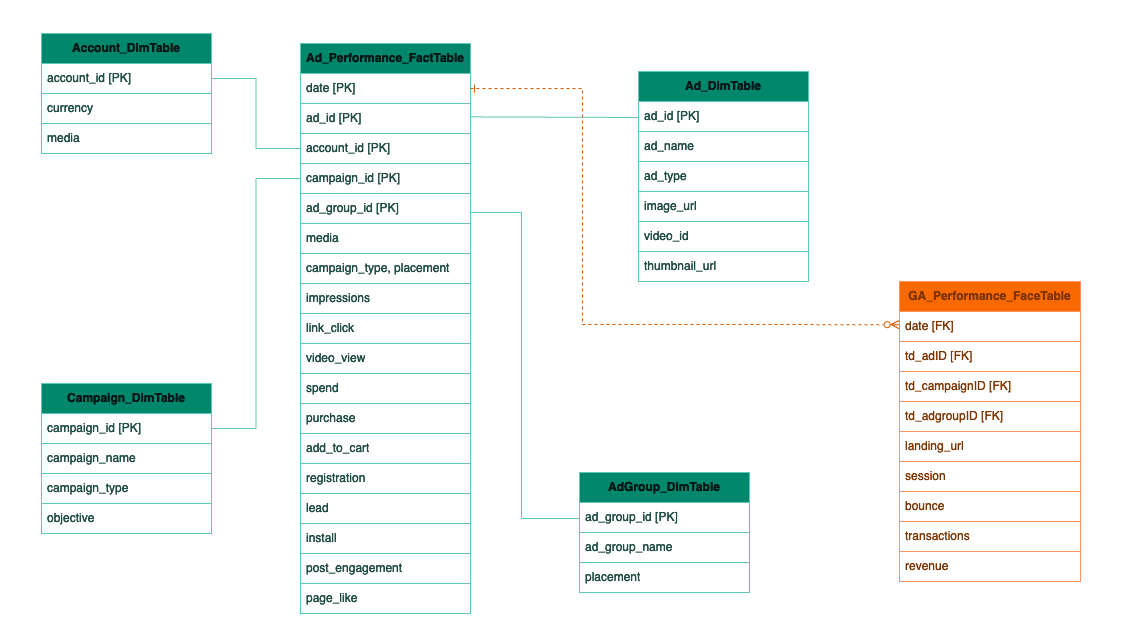 Account_DimTable
account_id [PK]
currency
media
Ad_Performance_FactTable
date [PK]
ad_id [PK]
account_id [PK]
campaign_id [PK]
ad_group_id [PK]
media
campaign_type, placement
impressions
link_click
video_view
spend
purchase
add_to_cart
registration
lead
install
post_engagement
page_like
Ad_DimTable
ad_id [PK]
ad_name
ad_type
image_url
video_id
thumbnail_url
GA_Performance_FaceTable
date [FK]
td_adID [FK]
td_campaignID [FK]
td_adgroupID [FK]
landing_url
session
bounce
transactions
revenue
Campaign_DimTable
campaign_id [PK]
campaign_name
campaign_type
objective
AdGroup_DimTable
ad_group_id [PK]
ad_group_name
placement